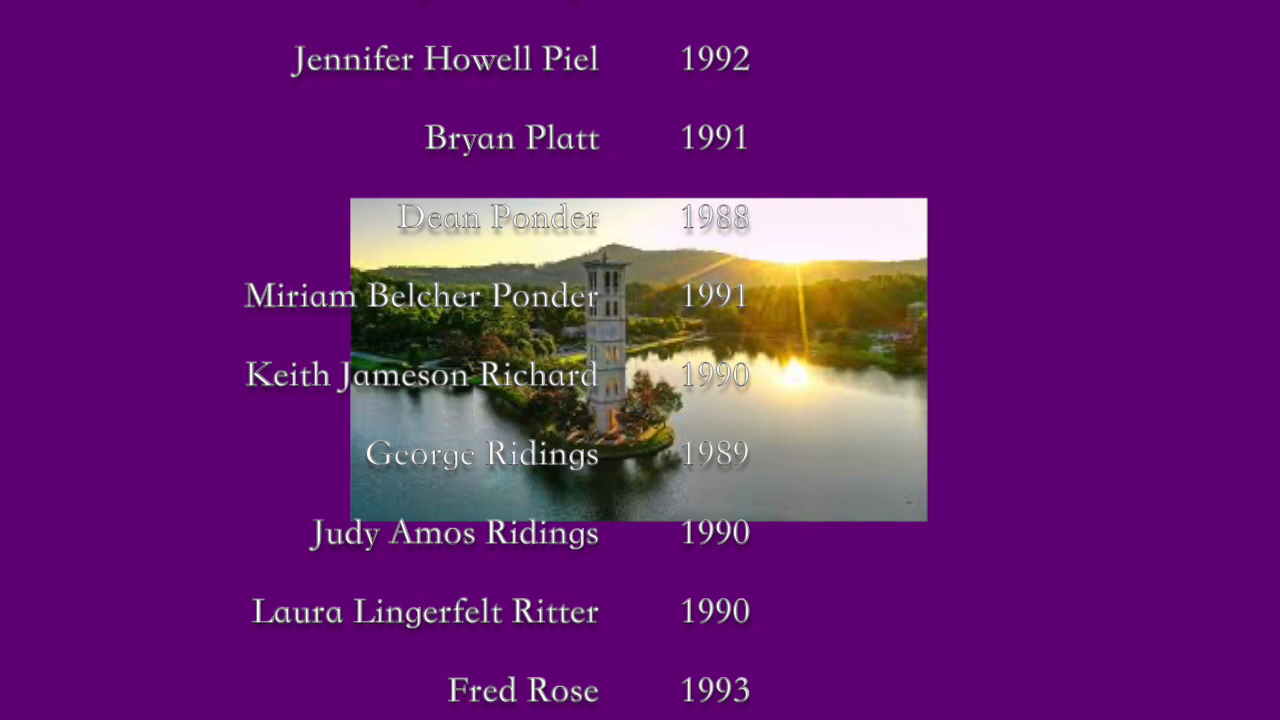 Jennifer Howell Piel 1992
Bryan Platt 1991
Dean Ponder 1988
Miriam Belcher Ponder 1991
Keith Jameson Richard 1990
George Ridings 1989
Judy Amos Ridings 1990
Laura Lingerfelt Ritter 1990
Fred Rose 1993